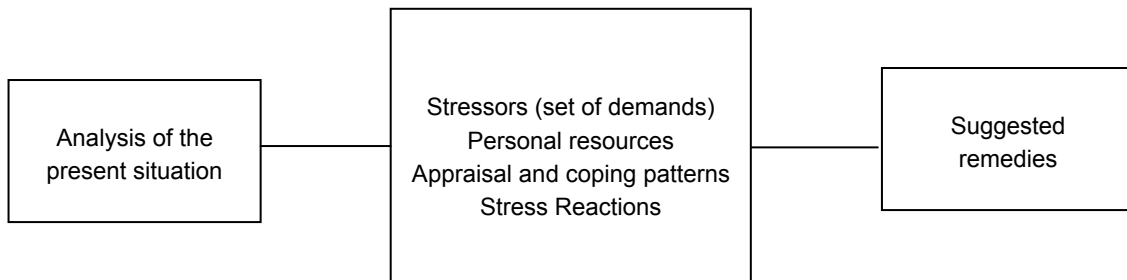 Analysis of the
present situation
Stressors (set of demands)
Personal resources
Appraisal and coping patterns
Stress Reactions
Suggested
remedies